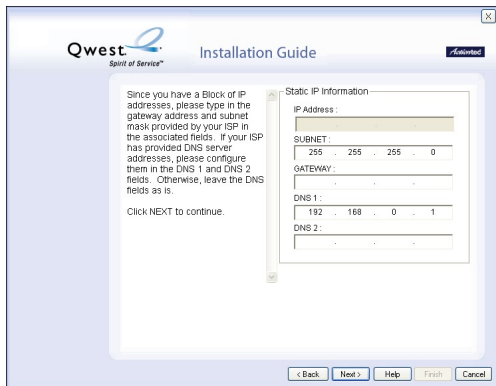 Qwest.
Spirit of Service™
Installation Guide
Actiontec
Since you have a Block of IP
addresses, please type in the
gateway address and subnet
mask provided by your ISP in
the associated fields. If your ISP
has provided DNS server
addresses, please configure
them in the DNS 1 and DNS 2
fields. Otherwise, leave the DNS
fields as is.
Click NEXT to continue.
Static IP Information
IP Address :
. . .
SUBNET :
255 . 255 . 255 . 0
GATEWAY :
. . .
DNS 1 :
192 . 168 . 0 . 1
DNS 2 :
. . .
< Back Next > Help Finish Cancel